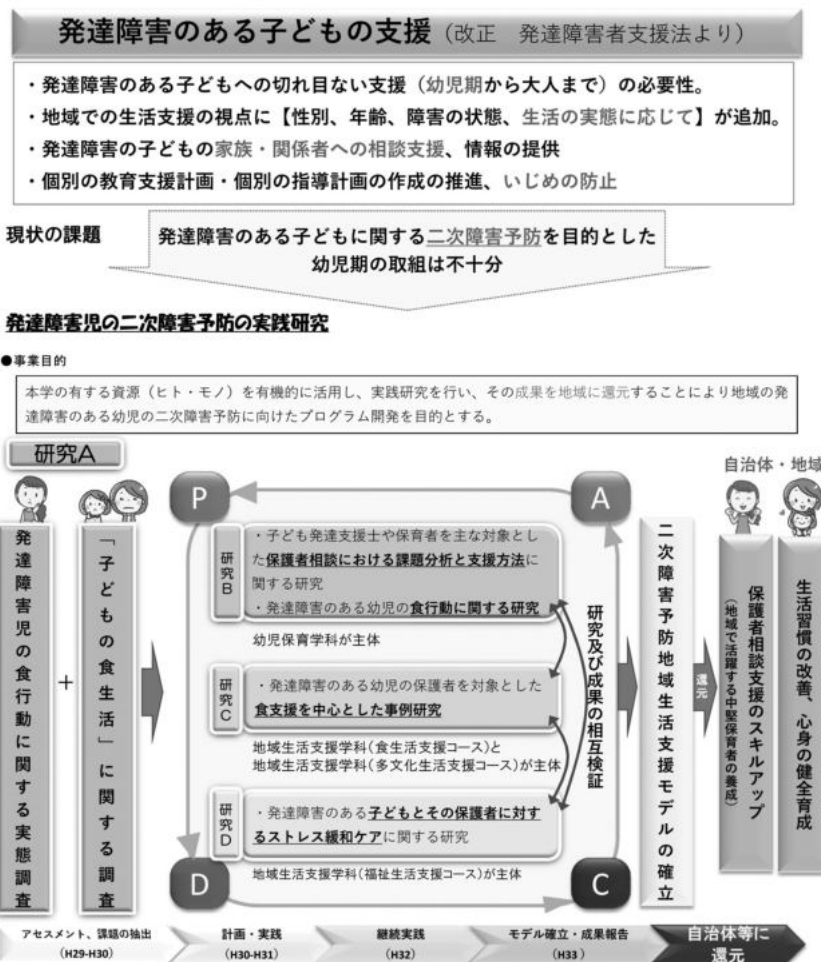 発達障害のある子どもの支援（改正　発達障害者支援法より）
・発達障害のある子どもへの切れ目ない支援（幼児期から大人まで）の必要性。
・地域での生活支援の視点に【性別、年齢、障害の状態、生活の実態に応じて】が追加。
・発達障害の子どもの家族・関係者への相談支援、情報の提供
・個別の教育支援計画・個別の指導計画の作成の推進、いじめの防止
現状の課題
発達障害のある子どもに関する二次障害予防を目的とした
幼児期の取組は不十分
発達障害児の二次障害予防の実践研究
●事業目的
本学の有する資源（ヒト・モノ）を有機的に活用し、実践研究を行い、その成果を地域に還元することにより地域の発
達障害のある幼児の二次障害予防に向けたプログラム開発を目的とする。
研究A
発達障害児の食行動に関する実態調査
+
「子どもの食生活」に関する調査
P
A
D
C
研究B
・子ども発達支援士や保育者を主な対象とし
た保護者相談における課題分析と支援方法に
関する研究
・発達障害のある幼児の食行動に関する研究
幼児保育学科が主体
研究C
・発達障害のある幼児の保護者を対象とした
食支援を中心とした事例研究
地域生活支援学科(食生活支援コース)と
地域生活支援学科(多文化生活支援コース)が主体
研究D
・発達障害のある子どもとその保護者に対す
るストレス緩和ケアに関する研究
地域生活支援学科(福祉生活支援コース)が主体
研究及び成果の相互検証
二次障害予防地域生活支援モデルの確立
還元
自治体・地域
保護者相談支援のスキルアップ
(地域で活躍する中堅保育者の養成)
生活習慣の改善、心身の健全育成
アセスメント、課題の抽出
(H29-H30)
計画・実践
(H30-H31)
継続実践
(H32)
モデル確立・成果報告
(H33 )
自治体等に
還元